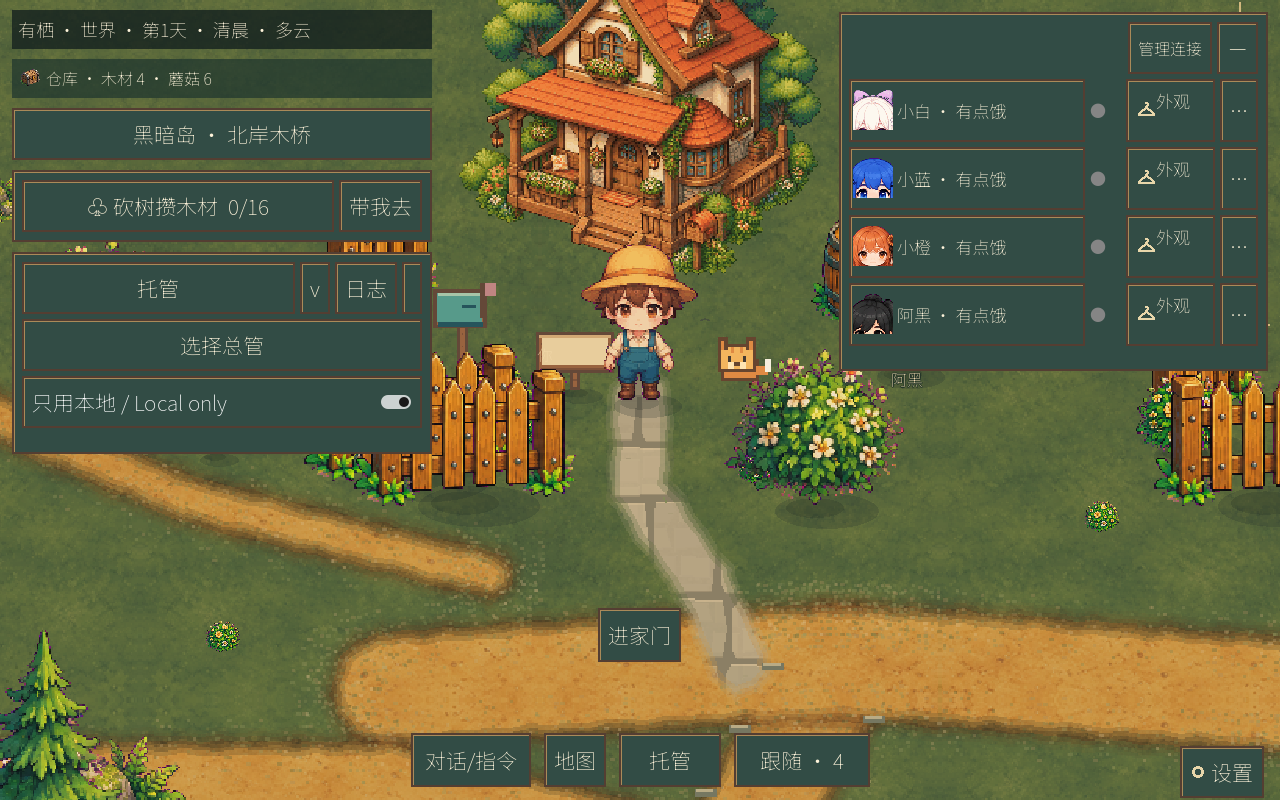 有栖 · 世界 · 第1天 · 清晨 · 多云
仓库 · 木材 4 · 蘑菇 6
黑暗岛 · 北岸木桥
砍树攒木材 0/16
带我去
托管
v
日志
选择总管
只用本地 / Local only
管理连接
—
小白 · 有点饿
外观
...
小蓝 · 有点饿
外观
...
小橙 · 有点饿
外观
...
阿黑 · 有点饿
外观
...
阿黑
进家门
对话/指令
地图
托管
跟随 · 4
设置